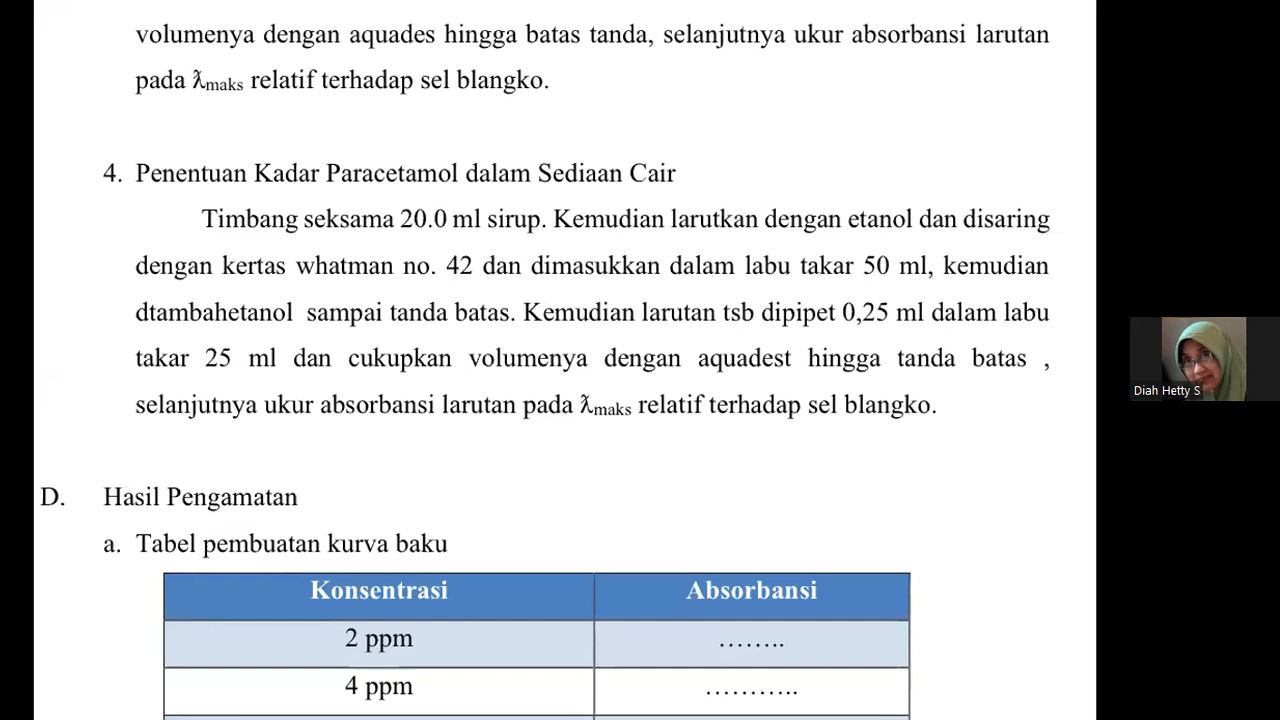 volumenya dengan aquades hingga batas tanda, selanjutnya ukur absorbansi larutan
pada ƛmaks relatif terhadap sel blangko.
4. Penentuan Kadar Paracetamol dalam Sediaan Cair
Timbang seksama 20.0 ml sirup. Kemudian larutkan dengan etanol dan disaring
dengan kertas whatman no. 42 dan dimasukkan dalam labu takar 50 ml, kemudian
dtambahetanol sampai tanda batas. Kemudian larutan tsb dipipet 0,25 ml dalam labu
takar 25 ml dan cukupkan volumenya dengan aquadest hingga tanda batas ,
selanjutnya ukur absorbansi larutan pada ƛmaks relatif terhadap sel blangko.
D. Hasil Pengamatan
a. Tabel pembuatan kurva baku
Konsentrasi Absorbansi
2 ppm ……..
4 ppm ………..
Diah Hetty S